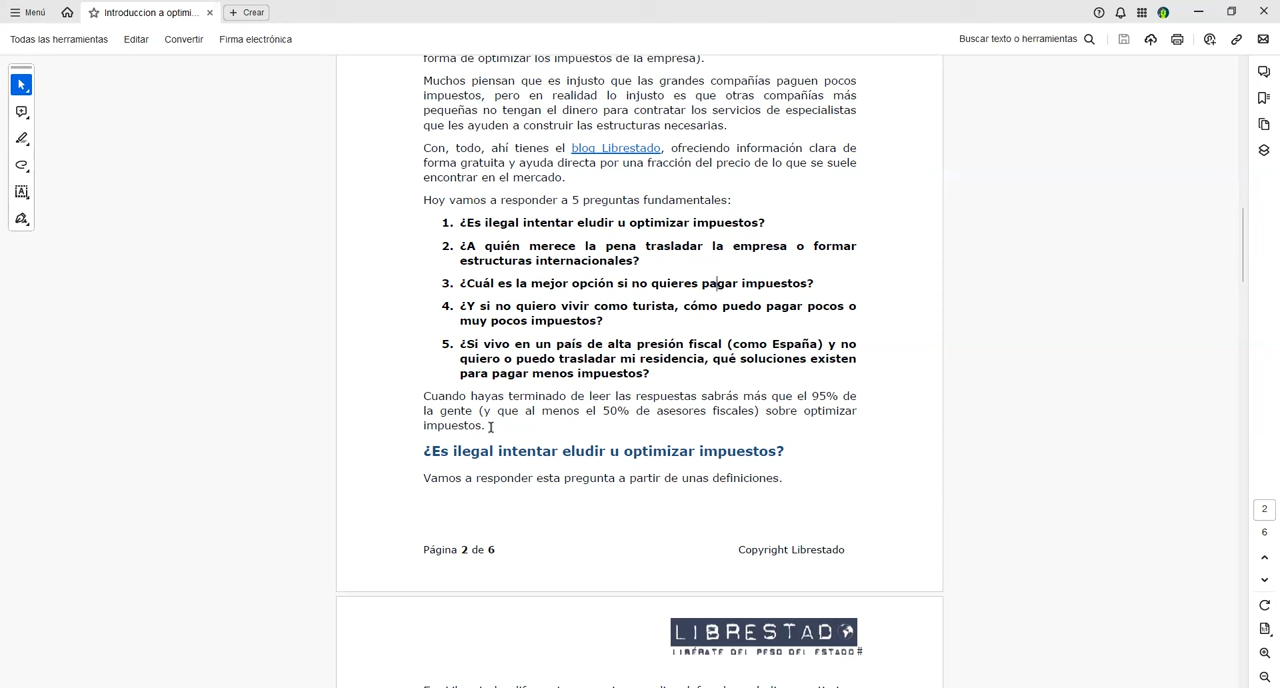 Menú
Introduccion a optimi...
Crear
Todas las herramientas
Editar
Convertir
Firma electrónica
Buscar texto o herramientas
forma de optimizar los impuestos de la empresa).
Muchos piensan que es injusto que las grandes compañías paguen pocos
impuestos, pero en realidad lo injusto es que otras compañías más
pequeñas no tengan el dinero para contratar los servicios de especialistas
que les ayuden a construir las estructuras necesarias.
Con, todo, ahí tienes el blog Librestado, ofreciendo información clara de
forma gratuita y ayuda directa por una fracción del precio de lo que se suele
encontrar en el mercado.
Hoy vamos a responder a 5 preguntas fundamentales:
1. ¿Es ilegal intentar eludir u optimizar impuestos?
2. ¿A quién merece la pena trasladar la empresa o formar
estructuras internacionales?
3. ¿Cuál es la mejor opción si no quieres pagar impuestos?
4. ¿Y si no quiero vivir como turista, cómo puedo pagar pocos o
muy pocos impuestos?
5. ¿Si vivo en un país de alta presión fiscal (como España) y no
quiero o puedo trasladar mi residencia, qué soluciones existen
para pagar menos impuestos?
Cuando hayas terminado de leer las respuestas sabrás más que el 95% de
la gente (y que al menos el 50% de asesores fiscales) sobre optimizar
impuestos.
¿Es ilegal intentar eludir u optimizar impuestos?
Vamos a responder esta pregunta a partir de unas definiciones.
Página 2 de 6
Copyright Librestado
2
6
LIBRESTADO
LIBÉRATE DEL PESO DEL ESTADO#